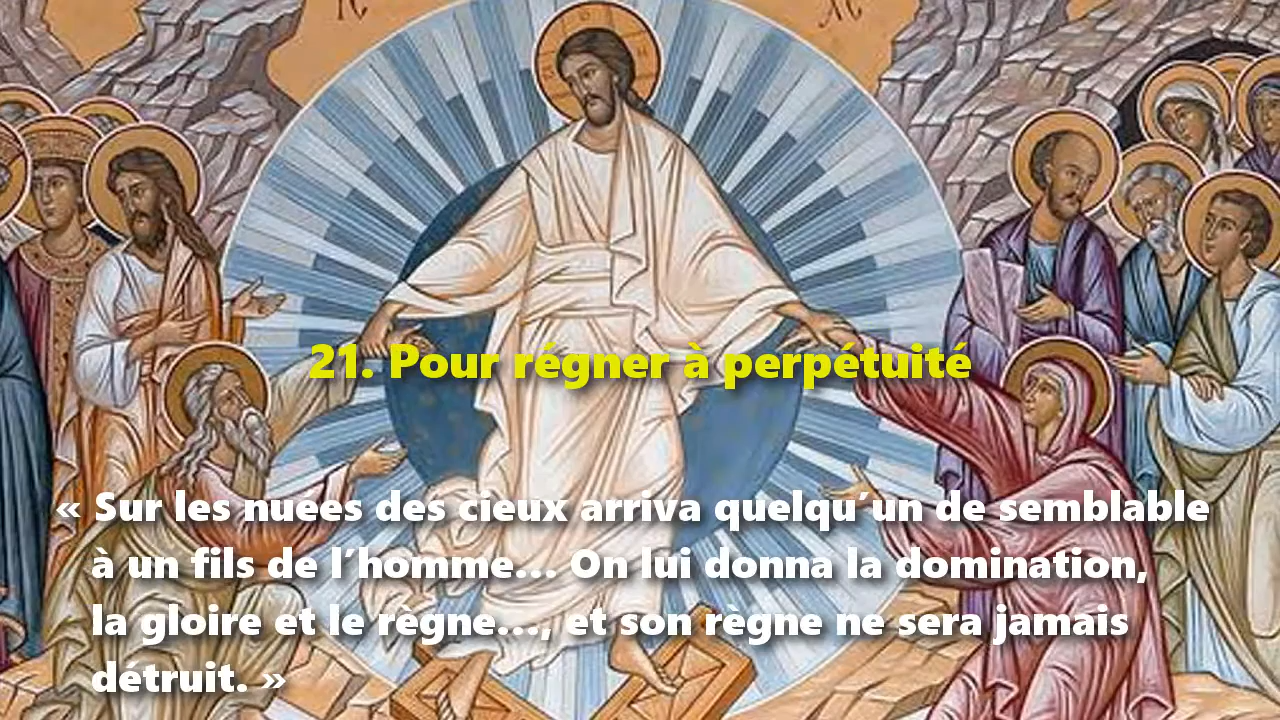 21. Pour régner à perpétuité
« Sur les nuées des cieux arriva quelqu´un de semblable
à un fils de l´homme… On lui donna la domination,
la gloire et le règne…, et son règne ne sera jamais
détruit. »